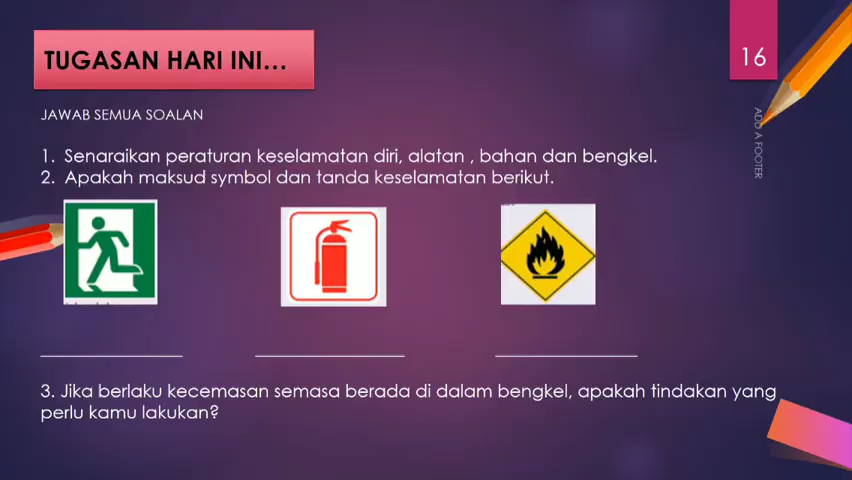 TUGASAN HARI INI...
16
ADD A FOOTER
JAWAB SEMUA SOALAN
1. Senaraikan peraturan keselamatan diri, alatan , bahan dan bengkel.
2. Apakah maksud symbol dan tanda keselamatan berikut.
3. Jika berlaku kecemasan semasa berada di dalam bengkel, apakah tindakan yang
perlu kamu lakukan?